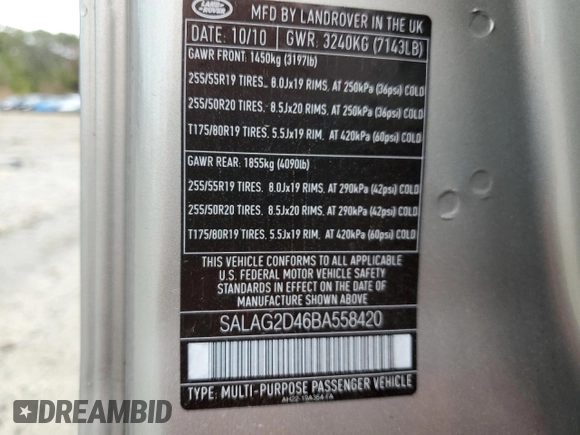 LAND ROVER
MFD BY LANDROVER IN THE UK
DATE: 10/10 GWR: 3240KG (7143LB)
GAWR FRONT: 1450kg (3197lb)
255/55R19 TIRES. 8.0Jx19 RIMS. AT 250kPa (36psi) COLD
255/50R20 TIRES. 8.5Jx20 RIMS. AT 250kPa (36psi) COLD
T175/80R19 TIRES. 5.5Jx19 RIM. AT 420kPa (60psi) COLD
GAWR REAR: 1855kg (4090lb)
255/55R19 TIRES. 8.0Jx19 RIMS. AT 290kPa (42psi) COLD
255/50R20 TIRES. 8.5Jx20 RIMS. AT 290kPa (42psi) COLD
T175/80R19 TIRES. 5.5Jx19 RIM. AT 420kPa (60psi) COLD
THIS VEHICLE CONFORMS TO ALL APPLICABLE
U.S. FEDERAL MOTOR VEHICLE SAFETY
STANDARDS IN EFFECT ON THE DATE OF
MANUFACTURE SHOWN ABOVE.
SALAG2D46BA558420
TYPE: MULTI-PURPOSE PASSENGER VEHICLE
AH22-19A364-FA
DREAMBID